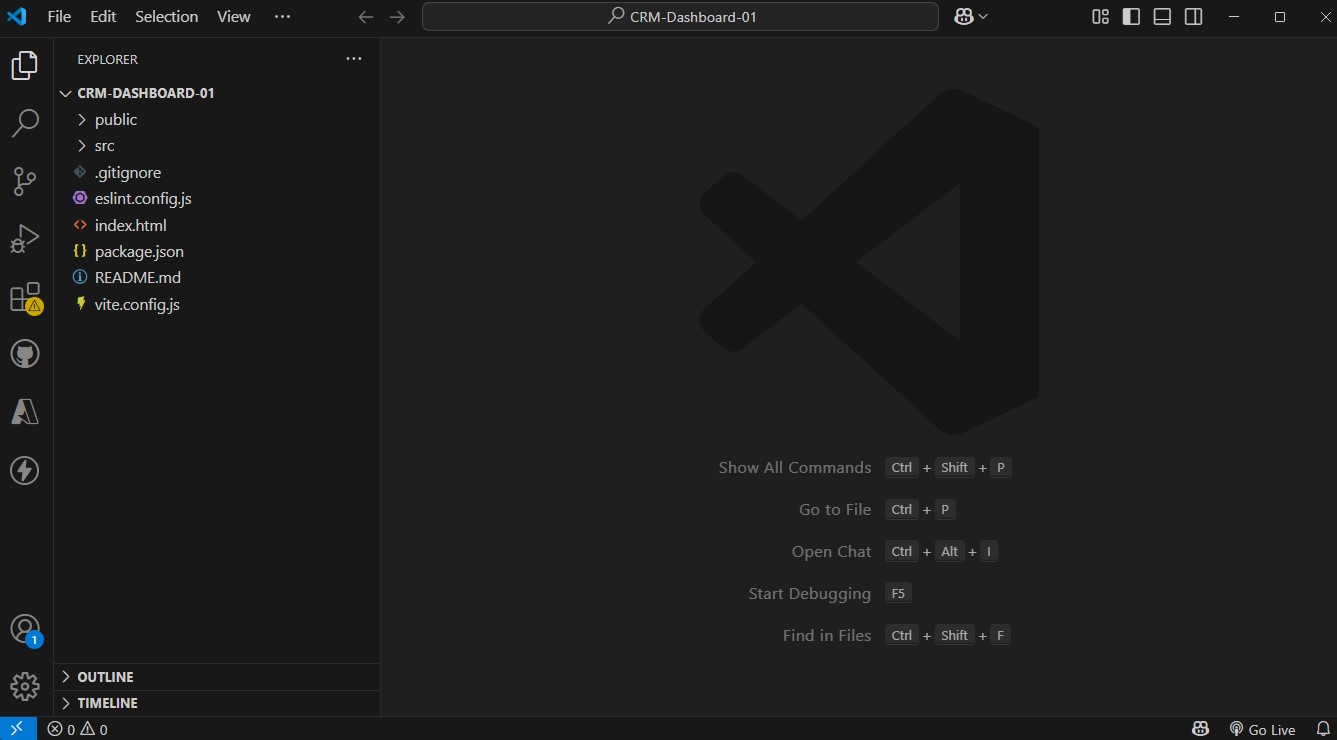 File Edit Selection View ··· CRM-Dashboard-01
EXPLORER ···
CRM-DASHBOARD-01
public
src
.gitignore
eslint.config.js
index.html
package.json
README.md
vite.config.js
Show All Commands Ctrl + Shift + P
Go to File Ctrl + P
Open Chat Ctrl + Alt + I
Start Debugging F5
Find in Files Ctrl + Shift + F
1
OUTLINE
TIMELINE
0 0 Go Live